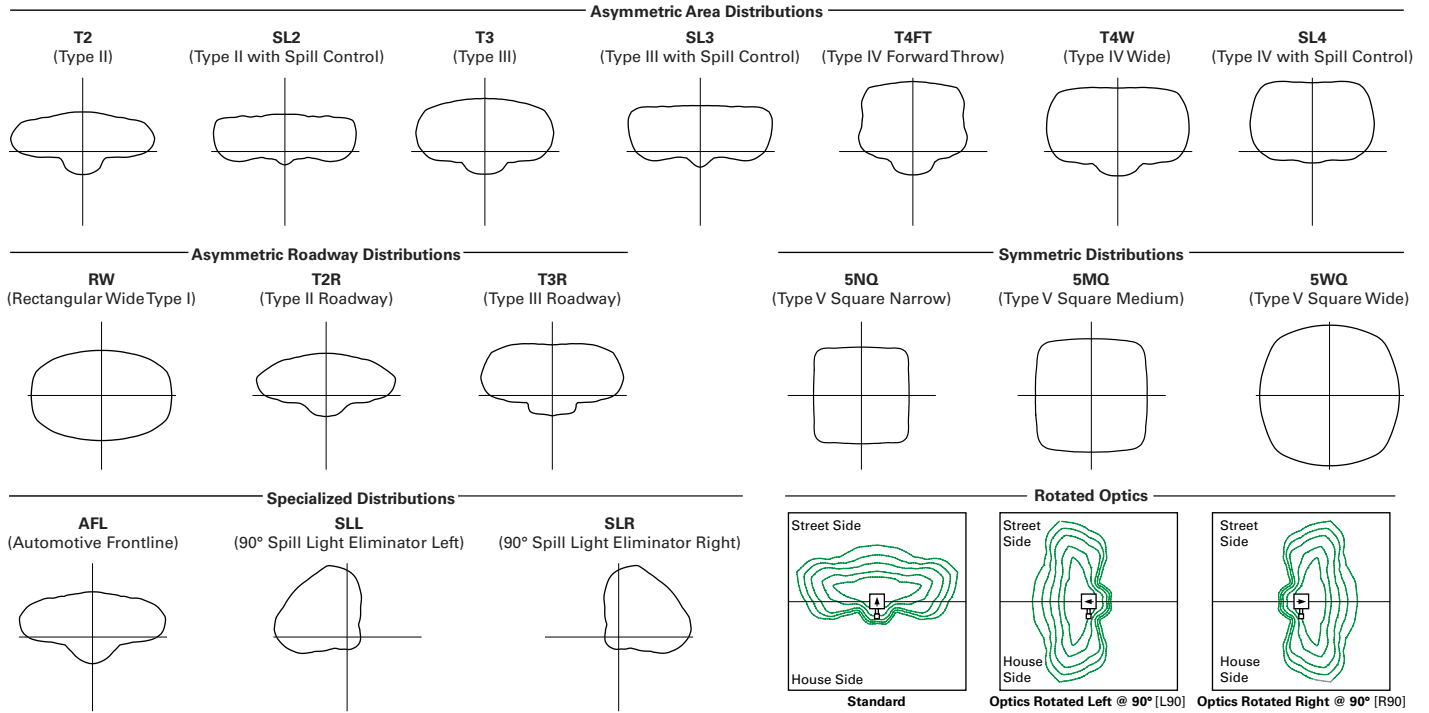 Asymmetric Area Distributions
T2
(Type II)
SL2
(Type II with Spill Control)
T3
(Type III)
SL3
(Type III with Spill Control)
T4FT
(Type IV Forward Throw)
T4W
(Type IV Wide)
SL4
(Type IV with Spill Control)
Asymmetric Roadway Distributions
RW
(Rectangular Wide Type I)
T2R
(Type II Roadway)
T3R
(Type III Roadway)
Symmetric Distributions
5NQ
(Type V Square Narrow)
5MQ
(Type V Square Medium)
5WQ
(Type V Square Wide)
Specialized Distributions
AFL
(Automotive Frontline)
SLL
(90° Spill Light Eliminator Left)
SLR
(90° Spill Light Eliminator Right)
Rotated Optics
Street Side
House Side
Standard
Street
Side
House
Side
Optics Rotated Left @ 90° [L90]
Street
Side
House
Side
Optics Rotated Right @ 90° [R90]